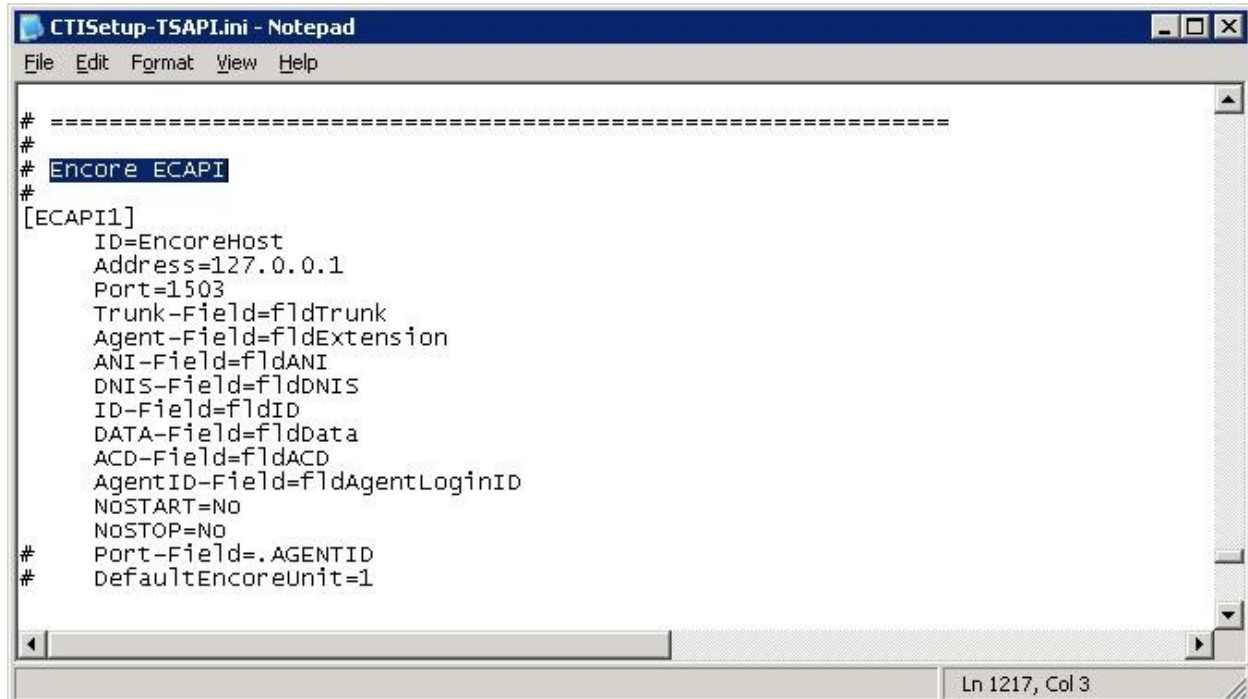 CTISetup-TSAPI.ini - Notepad
File Edit Format View Help
# =============================================================
#
# Encore ECAPI
#
[ECAPI1]
ID=EncoreHost
Address=127.0.0.1
Port=1503
Trunk-Field=fldTrunk
Agent-Field=fldExtension
ANI-Field=fldANI
DNIS-Field=fldDNIS
ID-Field=fldID
DATA-Field=fldData
ACD-Field=fldACD
AgentID-Field=fldAgentLoginID
NoSTART=No
NoSTOP=No
# Port-Field=.AGENTID
# DefaultEncoreUnit=1
Ln 1217, Col 3